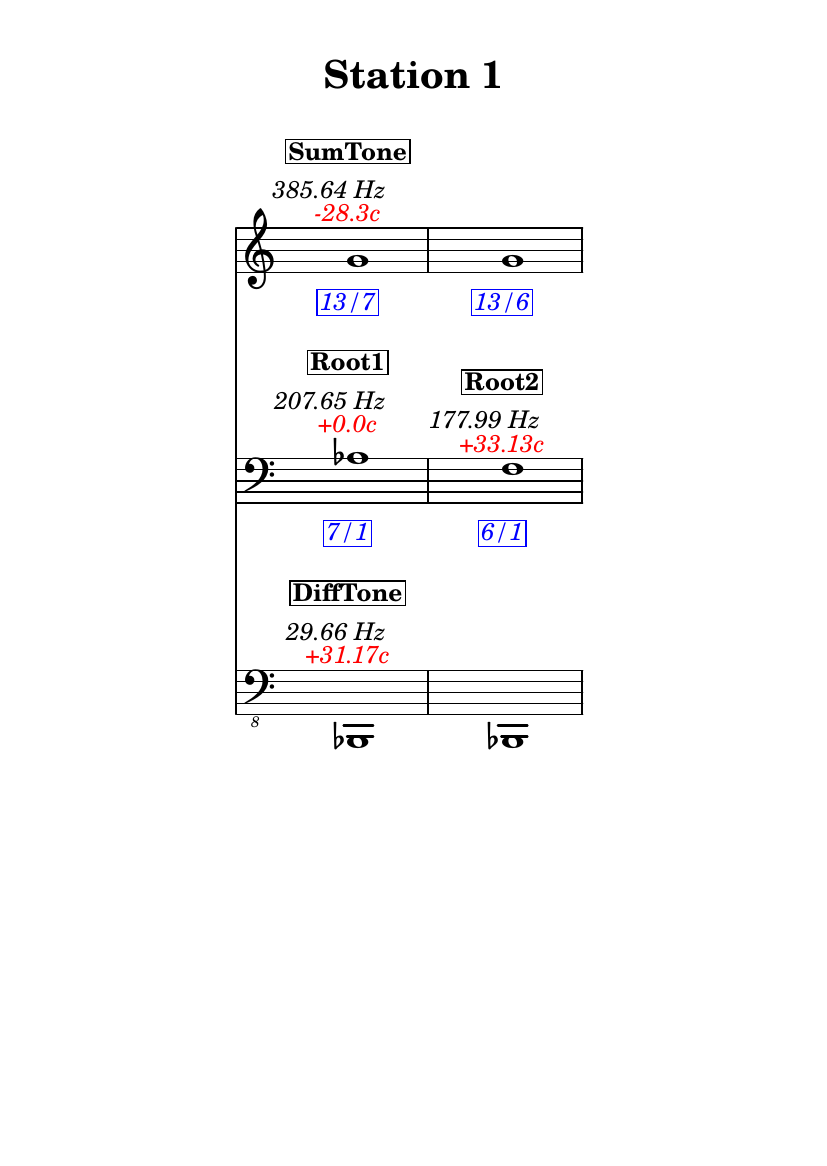 Station 1
SumTone
385.64 Hz
-28.3c
13/7 13/6
Root1
207.65 Hz
+0.0c
Root2
177.99 Hz
+33.13c
7/1 6/1
DiffTone
29.66 Hz
+31.17c
8